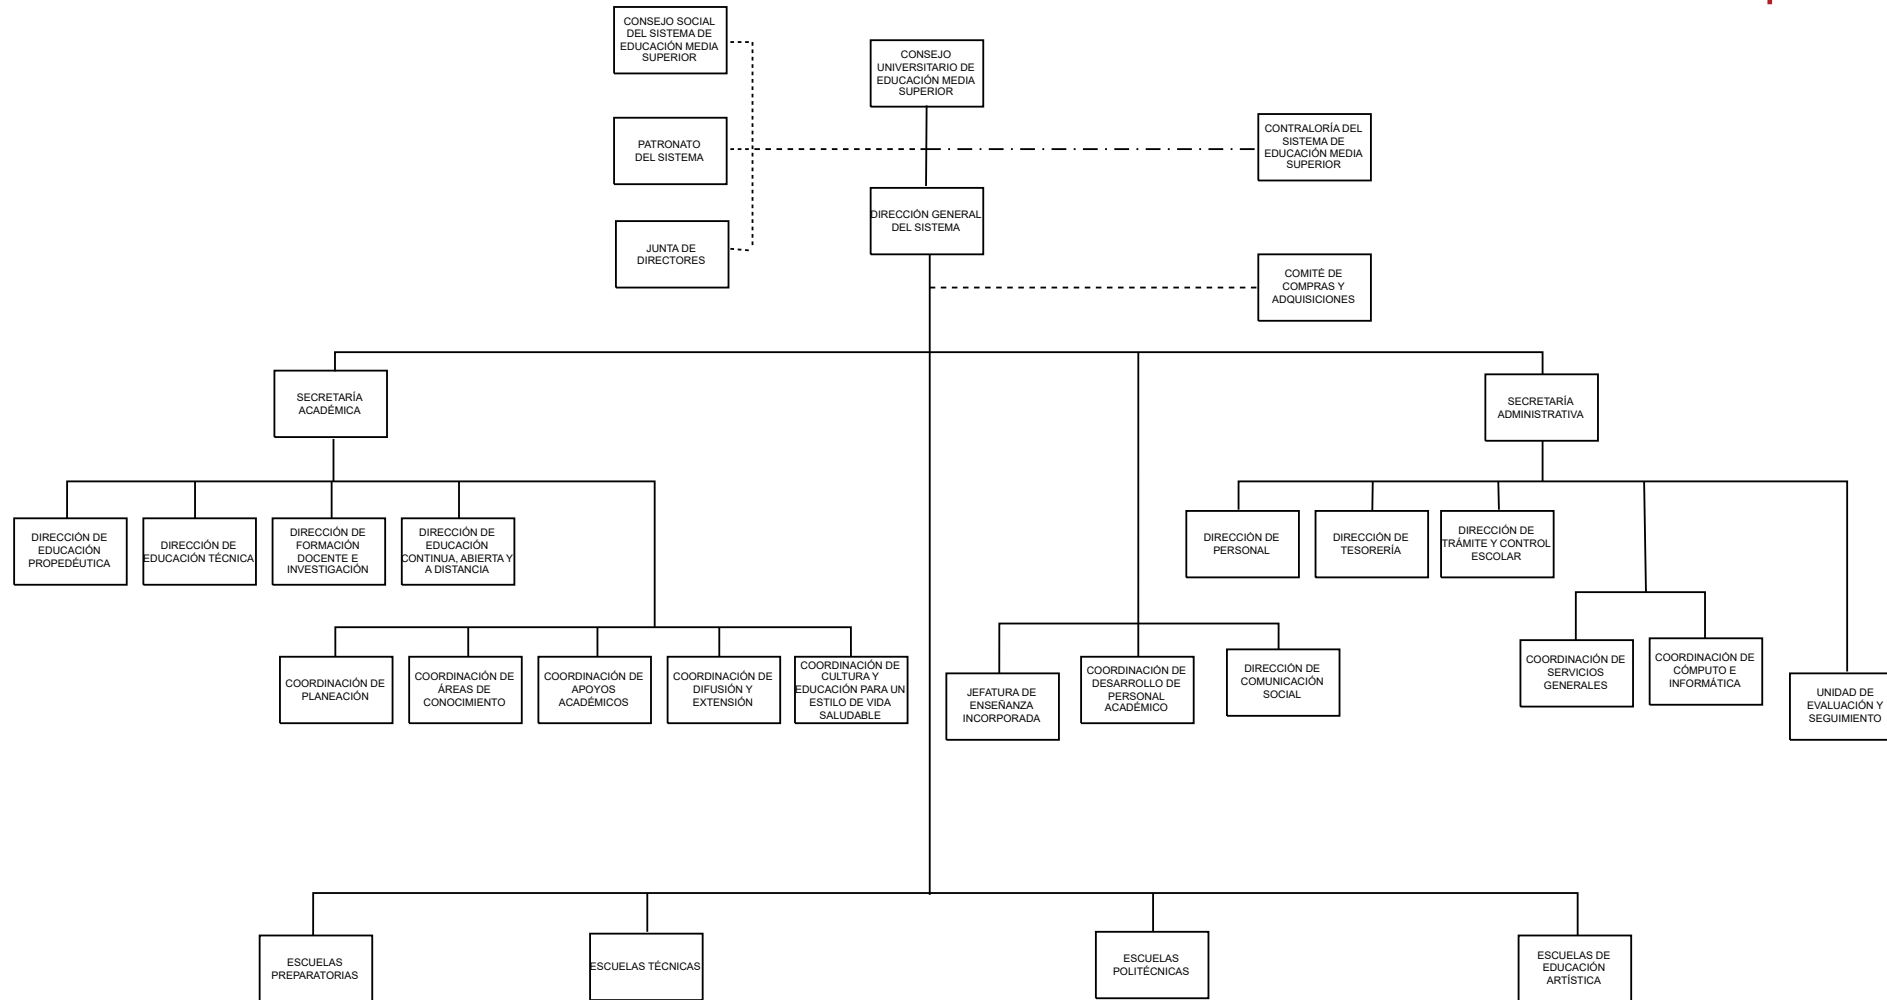 CONSEJO SOCIAL
DEL SISTEMA DE
EDUCACIÓN MEDIA
SUPERIOR
CONSEJO
UNIVERSITARIO DE
EDUCACIÓN MEDIA
SUPERIOR
PATRONATO
DEL SISTEMA
CONTRALORÍA DEL
SISTEMA DE
EDUCACIÓN MEDIA
SUPERIOR
DIRECCIÓN GENERAL
DEL SISTEMA
JUNTA DE
DIRECTORES
COMITÉ DE
COMPRAS Y
ADQUISICIONES
SECRETARÍA
ACADÉMICA
SECRETARÍA
ADMINISTRATIVA
DIRECCIÓN DE
EDUCACIÓN
PROPEDÉUTICA
DIRECCIÓN DE
EDUCACIÓN TÉCNICA
DIRECCIÓN DE
FORMACIÓN
DOCENTE E
INVESTIGACIÓN
DIRECCIÓN DE
EDUCACIÓN
CONTINUA, ABIERTA Y
A DISTANCIA
DIRECCIÓN DE
PERSONAL
DIRECCIÓN DE
TESORERÍA
DIRECCIÓN DE
TRÁMITE Y CONTROL
ESCOLAR
COORDINACIÓN DE
PLANEACIÓN
COORDINACIÓN DE
ÁREAS DE
CONOCIMIENTO
COORDINACIÓN DE
APOYOS
ACADÉMICOS
COORDINACIÓN DE
DIFUSIÓN Y
EXTENSIÓN
COORDINACIÓN DE
CULTURA Y
EDUCACIÓN PARA UN
ESTILO DE VIDA
SALUDABLE
JEFATURA DE
ENSEÑANZA
INCORPORADA
COORDINACIÓN DE
DESARROLLO DE
PERSONAL
ACADÉMICO
DIRECCIÓN DE
COMUNICACIÓN
SOCIAL
COORDINACIÓN DE
SERVICIOS
GENERALES
COORDINACIÓN DE
CÓMPUTO E
INFORMÁTICA
UNIDAD DE
EVALUACIÓN Y
SEGUIMIENTO
ESCUELAS
PREPARATORIAS
ESCUELAS TÉCNICAS
ESCUELAS
POLITÉCNICAS
ESCUELAS DE
EDUCACIÓN
ARTÍSTICA